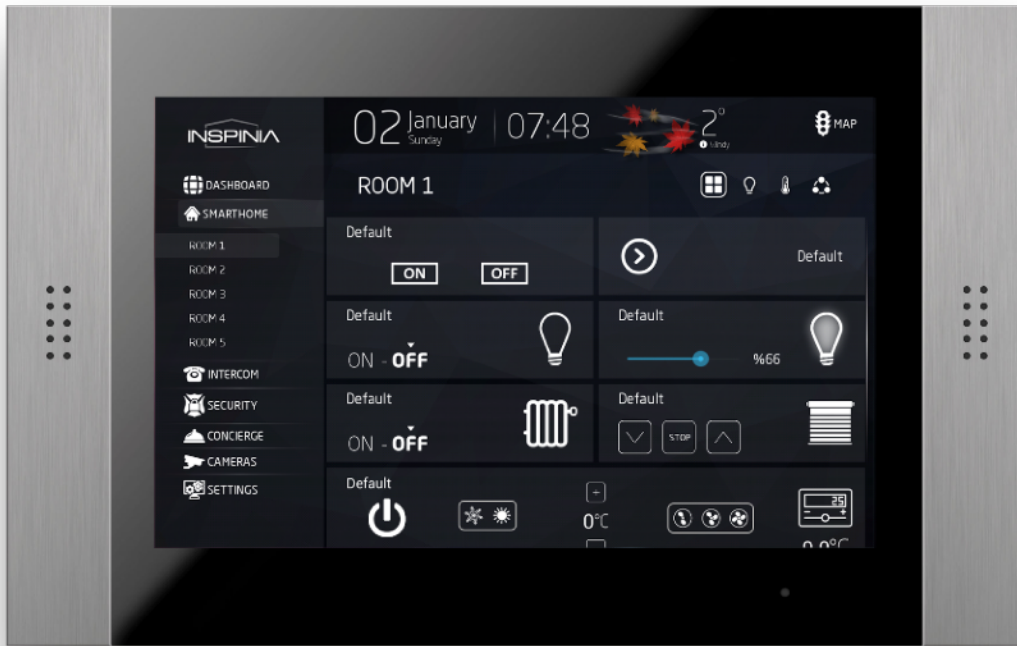 INSPINIA
02 January
Sunday
07:48
2°
MAP
DASHBOARD
SMARTHOME
ROOM 1
ROOM 2
ROOM 3
ROOM 4
ROOM 5
INTERCOM
SECURITY
CONCIERGE
CAMERAS
SETTINGS
ROOM 1
Default
ON OFF
Default
Default
ON - OFF
Default
%66
Default
ON - OFF
Default
STOP
Default
0°C
25